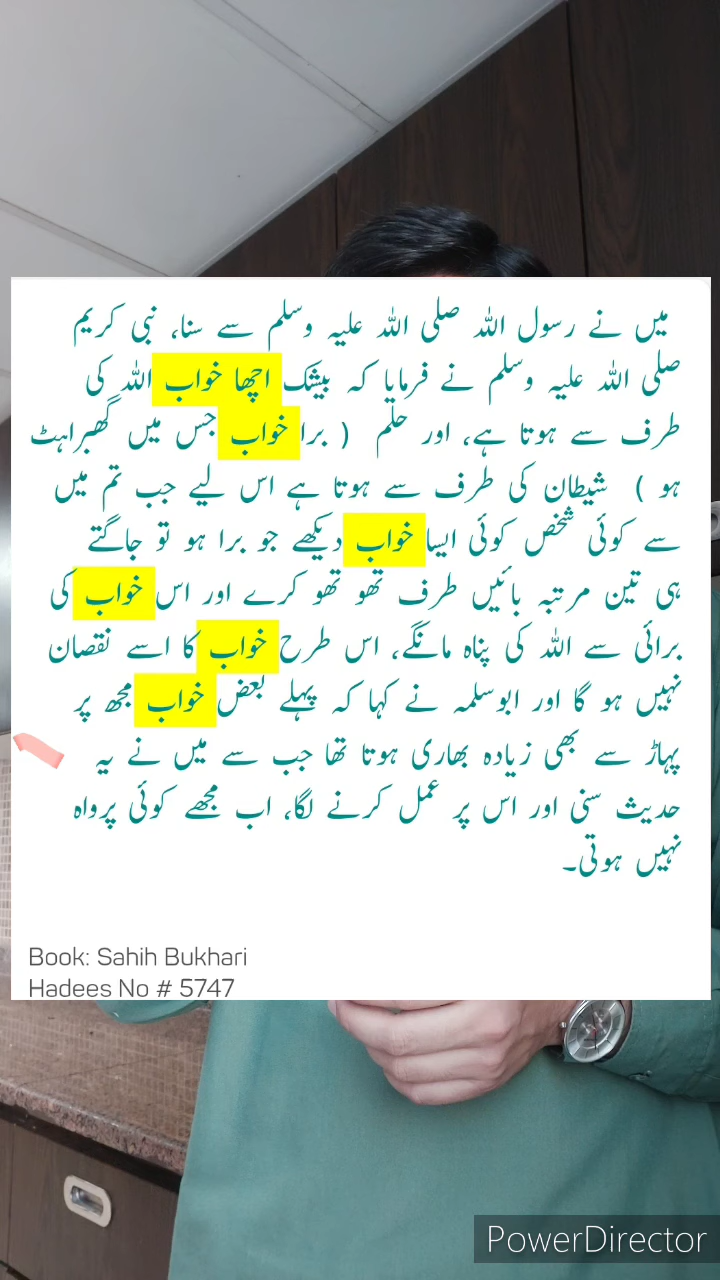 میں نے رسول اللہ صلی اللہ علیہ وسلم سے سنا، نبی کریم
صلی اللہ علیہ وسلم نے فرمایا کہ بیشک اچھا خواب اللہ کی
طرف سے ہوتا ہے، اور حلم ( برا خواب جس میں گھبراہٹ
ہو ) شیطان کی طرف سے ہوتا ہے اس لیے جب تم میں
سے کوئی شخص کوئی ایسا خواب دیکھے جو برا ہو تو جاگتے
ہی تین مرتبہ بائیں طرف تھو تھو کرے اور اس خواب کی
برائی سے اللہ کی پناہ مانگے، اس طرح خواب کا اسے نقصان
نہیں ہو گا اور ابوسلمہ نے کہا کہ پہلے بعض خواب مجھ پر
پہاڑ سے بھی زیادہ بھاری ہوتا تھا جب سے میں نے یہ
حدیث سنی اور اس پر عمل کرنے لگا، اب مجھے کوئی پرواہ
نہیں ہوتی۔
Book: Sahih Bukhari
Hadees No # 5747
PowerDirector